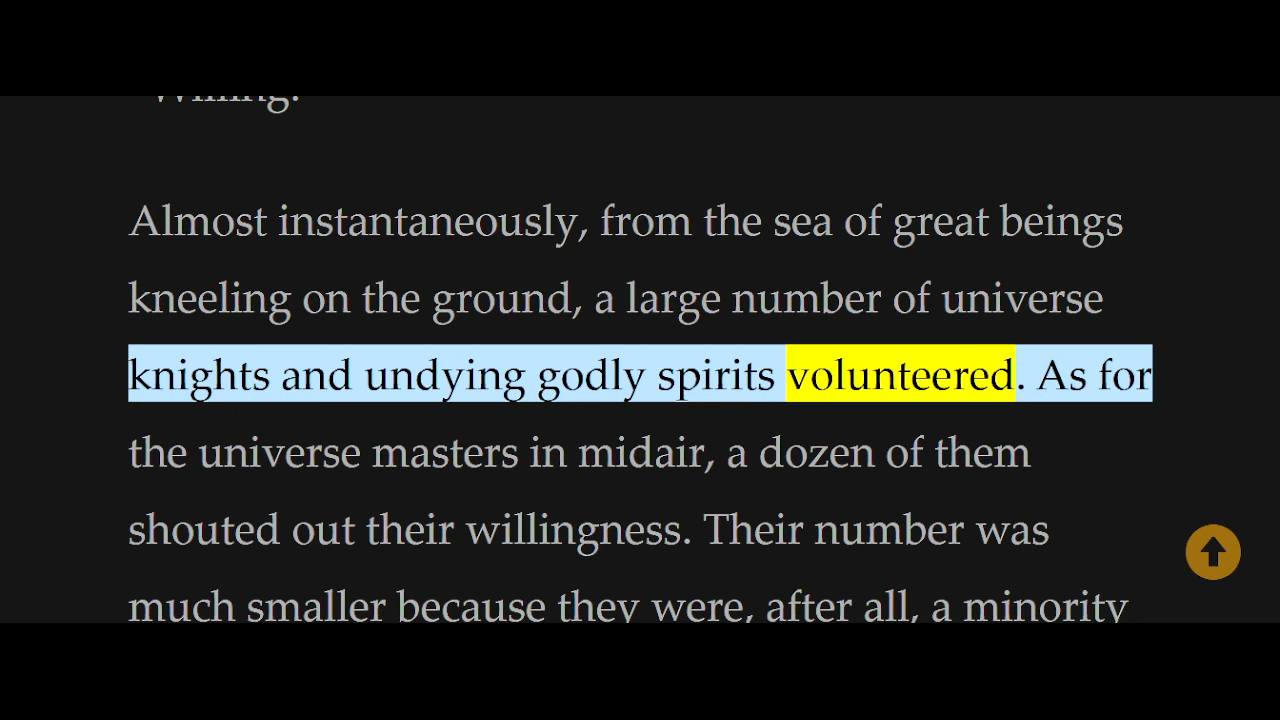 "Willing!"
Almost instantaneously, from the sea of great beings
kneeling on the ground, a large number of universe
knights and undying godly spirits volunteered. As for
the universe masters in midair, a dozen of them
shouted out their willingness. Their number was
much smaller because they were, after all, a minority